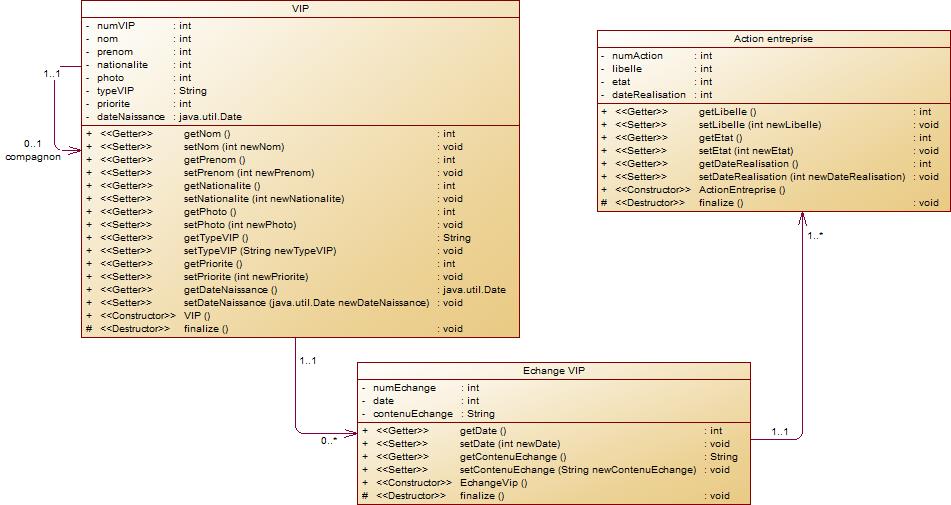 VIP
- numVIP : int
- nom : int
- prenom : int
- nationalite : int
- photo : int
- typeVIP : String
- priorite : int
- dateNaissance : java.util.Date
+ <<Getter>> getNom () : int
+ <<Setter>> setNom (int newNom) : void
+ <<Getter>> getPrenom () : int
+ <<Setter>> setPrenom (int newPrenom) : void
+ <<Getter>> getNationalite () : int
+ <<Setter>> setNationalite (int newNationalite) : void
+ <<Getter>> getPhoto () : int
+ <<Setter>> setPhoto (int newPhoto) : void
+ <<Getter>> getTypeVIP () : String
+ <<Setter>> setTypeVIP (String newTypeVIP) : void
+ <<Getter>> getPriorite () : int
+ <<Setter>> setPriorite (int newPriorite) : void
+ <<Getter>> getDateNaissance () : java.util.Date
+ <<Setter>> setDateNaissance (java.util.Date newDateNaissance) : void
+ <<Constructor>> VIP ()
# <<Destructor>> finalize () : void
1..1
0..1
compagnon
Action entreprise
- numAction : int
- libelle : int
- etat : int
- dateRealisation : int
+ <<Getter>> getLibelle () : int
+ <<Setter>> setLibelle (int newLibelle) : void
+ <<Getter>> getEtat () : int
+ <<Setter>> setEtat (int newEtat) : void
+ <<Getter>> getDateRealisation () : int
+ <<Setter>> setDateRealisation (int newDateRealisation) : void
+ <<Constructor>> ActionEntreprise ()
# <<Destructor>> finalize () : void
1..*
1..1
0..*
Echange VIP
- numEchange : int
- date : int
- contenuEchange : String
+ <<Getter>> getDate () : int
+ <<Setter>> setDate (int newDate) : void
+ <<Getter>> getContenuEchange () : String
+ <<Setter>> setContenuEchange (String newContenuEchange) : void
+ <<Constructor>> EchangeVip ()
# <<Destructor>> finalize () : void
1..1